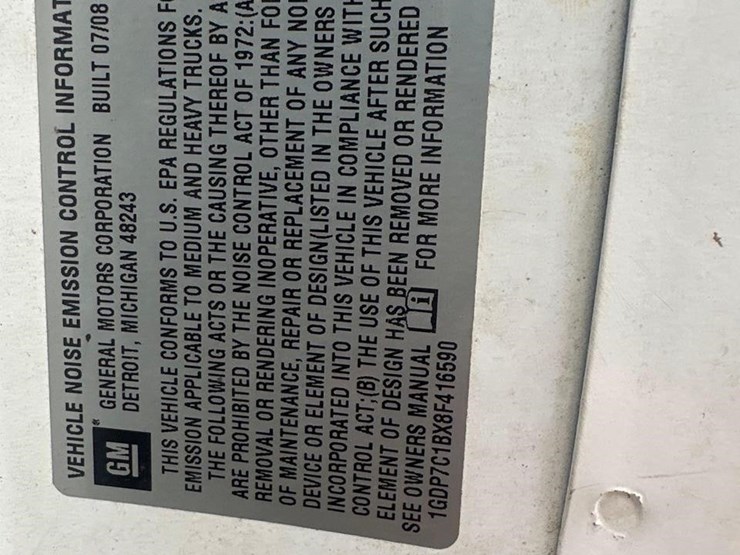 VEHICLE NOISE EMISSION CONTROL INFORMAT
GM
GENERAL MOTORS CORPORATION BUILT 07/08
DETROIT, MICHIGAN 48243
THIS VEHICLE CONFORMS TO U.S. EPA REGULATIONS F
EMISSION APPLICABLE TO MEDIUM AND HEAVY TRUCKS.
THE FOLLOWING ACTS OR THE CAUSING THEREOF BY A
ARE PROHIBITED BY THE NOISE CONTROL ACT OF 1972:(A
REMOVAL OR RENDERING INOPERATIVE, OTHER THAN FO
OF MAINTENANCE, REPAIR OR REPLACEMENT OF ANY NO
DEVICE OR ELEMENT OF DESIGN(LISTED IN THE OWNERS
INCORPORATED INTO THIS VEHICLE IN COMPLIANCE WITH
CONTROL ACT;(B) THE USE OF THIS VEHICLE AFTER SUCH
ELEMENT OF DESIGN HAS BEEN REMOVED OR RENDERED
SEE OWNERS MANUAL i FOR MORE INFORMATION
1GDP7C1BX8F416590